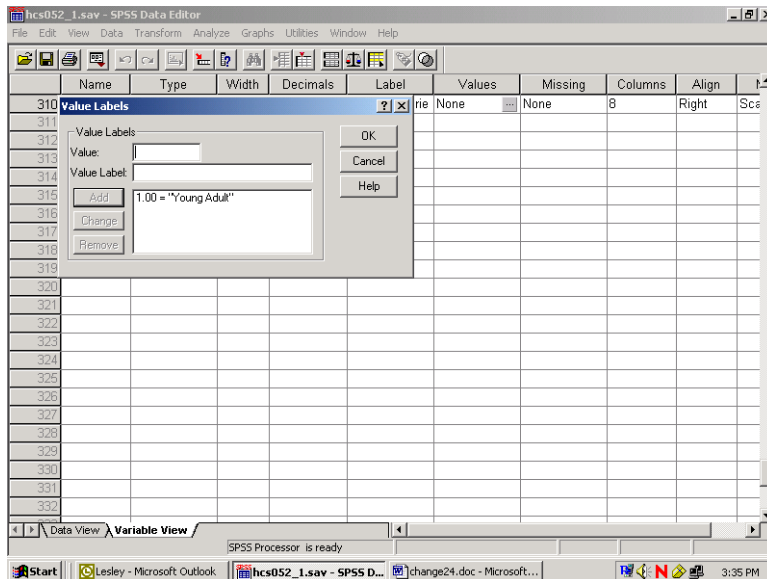 hcs052_1.sav - SPSS Data Editor
File Edit View Data Transform Analyze Graphs Utilities Window Help
Name Type Width Decimals Label Values Missing Columns Align
310 rie None ... None 8 Right Sca
Value Labels
311
Value Labels
OK
312
Value:
313
Cancel
Value Label:
314
Help
315
Add 1.00 = "Young Adult"
316
Change
317
Remove
318
319
320
321
322
323
324
325
326
327
328
329
330
331
332
Data View Variable View
SPSS Processor is ready
Start Lesley - Microsoft Outlook hcs052_1.sav - SPSS D... change24.doc - Microsoft... N 3:35 PM